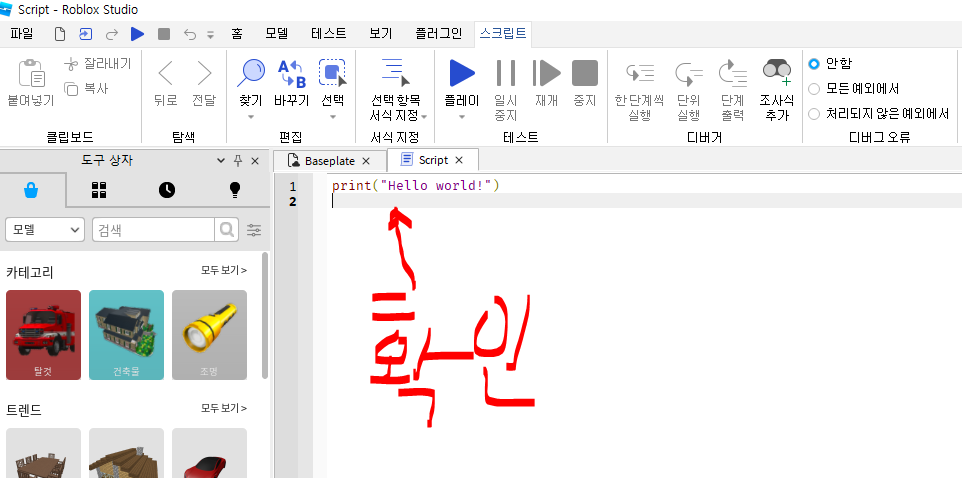 Script - Roblox Studio
파일 홈 모델 테스트 보기 플러그인 스크립트
붙여넣기 잘라내기 복사 뒤로 전달 찾기 바꾸기 선택 선택 항목 서식 지정 플레이 일시 중지 재개 중지 한 단계씩 실행 단위 실행 단계 출력 조사식 추가 안함
모든 예외에서
처리되지 않은 예외에서
클립보드 탐색 편집 서식 지정 테스트 디버거 디버그 오류
도구 상자 Baseplate Script
1 print("Hello world!")
2
모델 검색
카테고리 모두 보기 >
탈것 건축물 조명
트렌드 모두 보기 >
확인